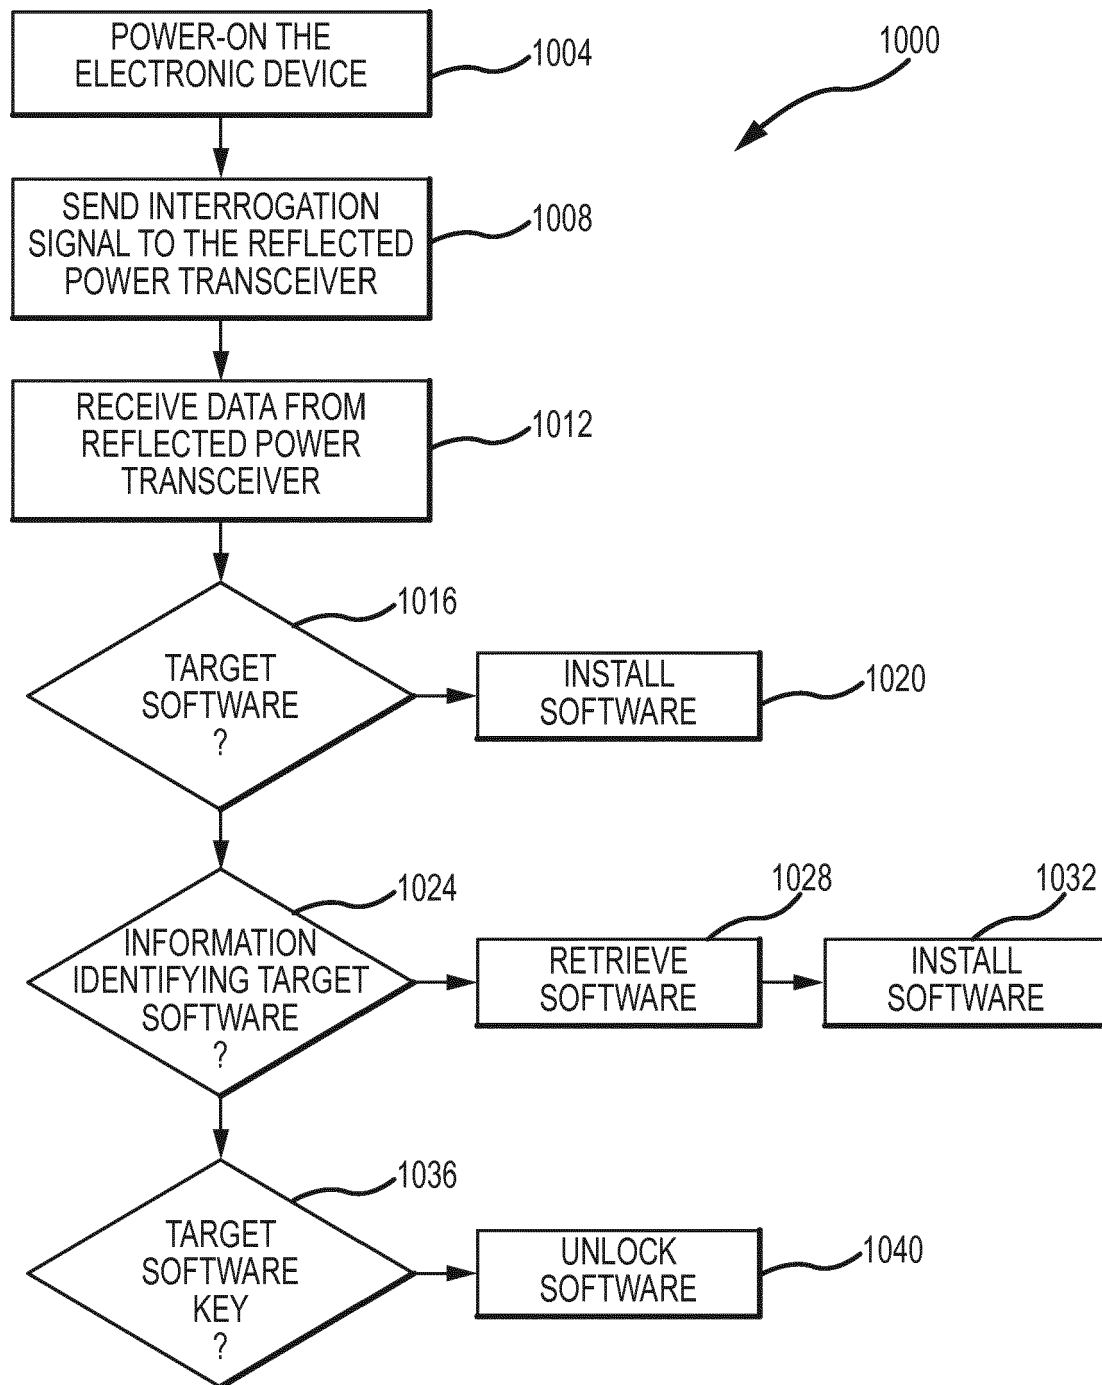 POWER-ON THE
ELECTRONIC DEVICE
1004
1000
SEND INTERROGATION
SIGNAL TO THE REFLECTED
POWER TRANSCEIVER
1008
RECEIVE DATA FROM
REFLECTED POWER
TRANSCEIVER
1012
TARGET
SOFTWARE
?
1016
INSTALL
SOFTWARE
1020
INFORMATION
IDENTIFYING TARGET
SOFTWARE
?
1024
RETRIEVE
SOFTWARE
1028
INSTALL
SOFTWARE
1032
TARGET
SOFTWARE
KEY
?
1036
UNLOCK
SOFTWARE
1040